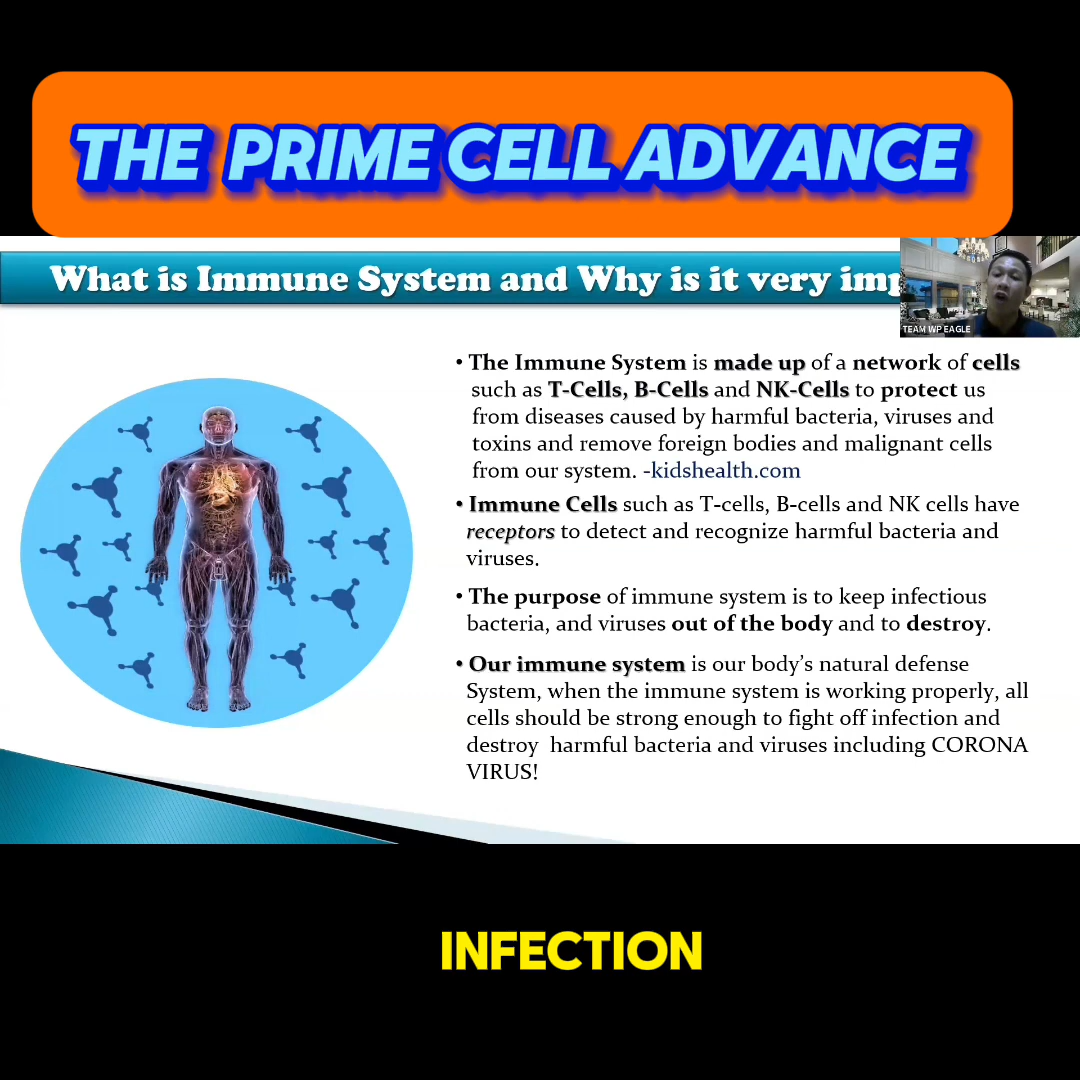 THE PRIME CELL ADVANCE
What is Immune System and Why is it very imp
TEAM WP EAGLE
• The Immune System is made up of a network of cells
such as T-Cells, B-Cells and NK-Cells to protect us
from diseases caused by harmful bacteria, viruses and
toxins and remove foreign bodies and malignant cells
from our system. -kidshealth.com
• Immune Cells such as T-cells, B-cells and NK cells have
receptors to detect and recognize harmful bacteria and
viruses.
• The purpose of immune system is to keep infectious
bacteria, and viruses out of the body and to destroy.
• Our immune system is our body’s natural defense
System, when the immune system is working properly, all
cells should be strong enough to fight off infection and
destroy harmful bacteria and viruses including CORONA
VIRUS!
INFECTION